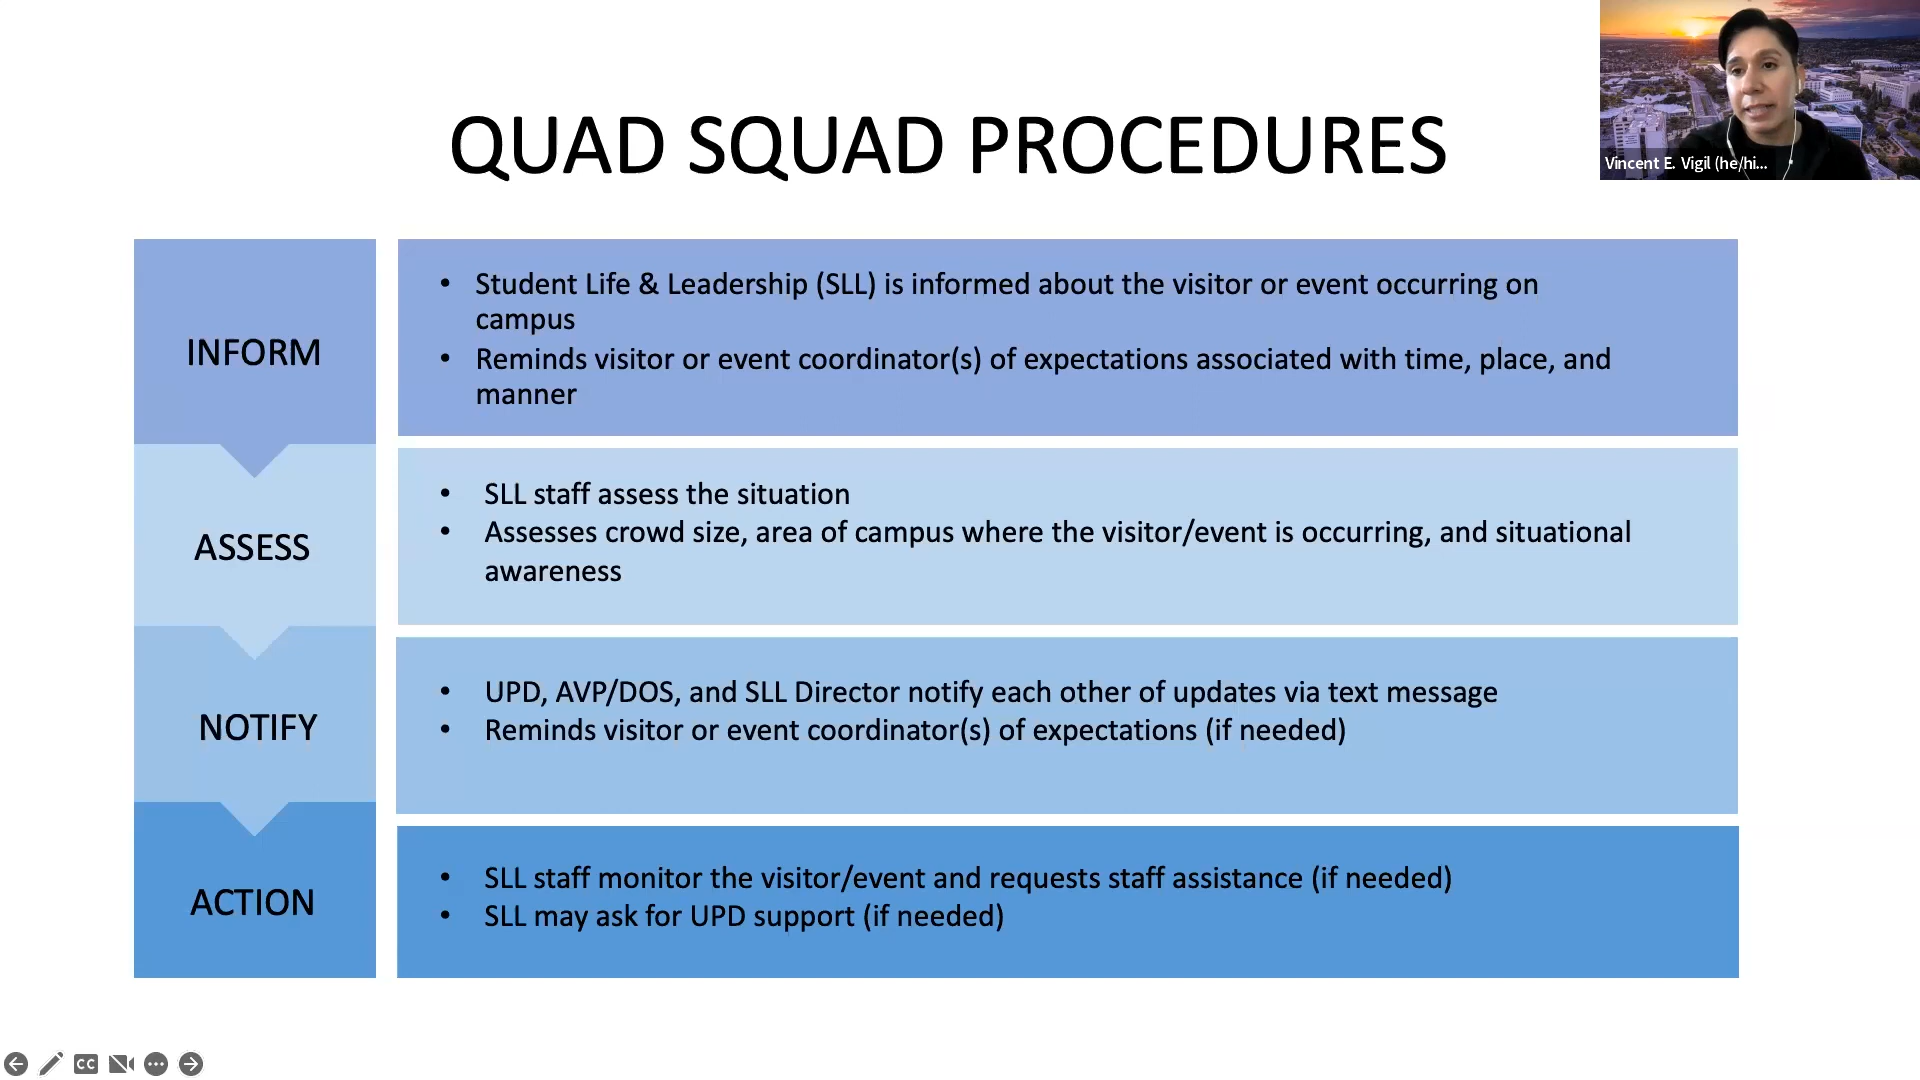 QUAD SQUAD PROCEDURES
Vincent E. Vigil (he/hi...
INFORM
• Student Life & Leadership (SLL) is informed about the visitor or event occurring on
campus
• Reminds visitor or event coordinator(s) of expectations associated with time, place, and
manner
ASSESS
• SLL staff assess the situation
• Assesses crowd size, area of campus where the visitor/event is occurring, and situational
awareness
NOTIFY
• UPD, AVP/DOS, and SLL Director notify each other of updates via text message
• Reminds visitor or event coordinator(s) of expectations (if needed)
ACTION
• SLL staff monitor the visitor/event and requests staff assistance (if needed)
• SLL may ask for UPD support (if needed)
CC